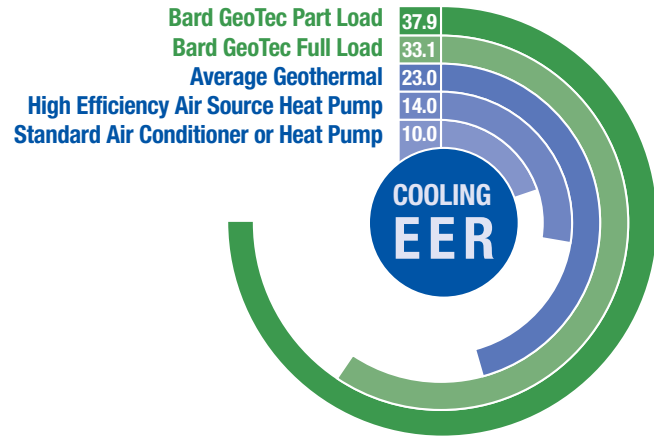 Bard GeoTec Part Load 37.9
Bard GeoTec Full Load 33.1
Average Geothermal 23.0
High Efficiency Air Source Heat Pump 14.0
Standard Air Conditioner or Heat Pump 10.0
COOLING
EER